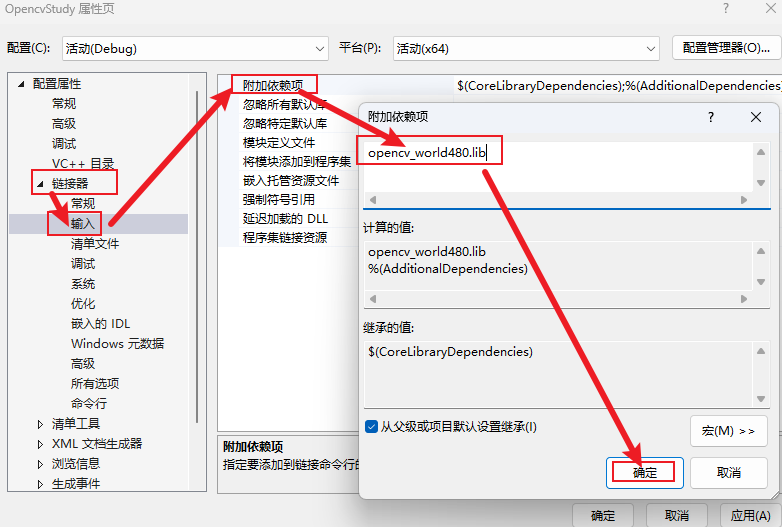 OpencvStudy 属性页
配置(C):
活动(Debug)
平台(P):
活动(x64)
配置管理器(O)...
配置属性
常规
高级
调试
VC++ 目录
链接器
常规
输入
清单文件
调试
系统
优化
嵌入的 IDL
Windows 元数据
高级
所有选项
命令行
清单工具
XML 文档生成器
浏览信息
生成事件
附加依赖项
$(CoreLibraryDependencies);%(AdditionalDependencies)
忽略所有默认库
忽略特定默认库
模块定义文件
将模块添加到程序集
嵌入托管资源文件
强制符号引用
延迟加载的 DLL
程序集链接资源
附加依赖项
指定要添加到链接命令行的
附加依赖项
opencv_world480.lib
计算的值:
opencv_world480.lib
%(AdditionalDependencies)
继承的值:
$(CoreLibraryDependencies)
从父级或项目默认设置继承(I)
宏(M) >>
确定
取消
确定
取消
应用(A)